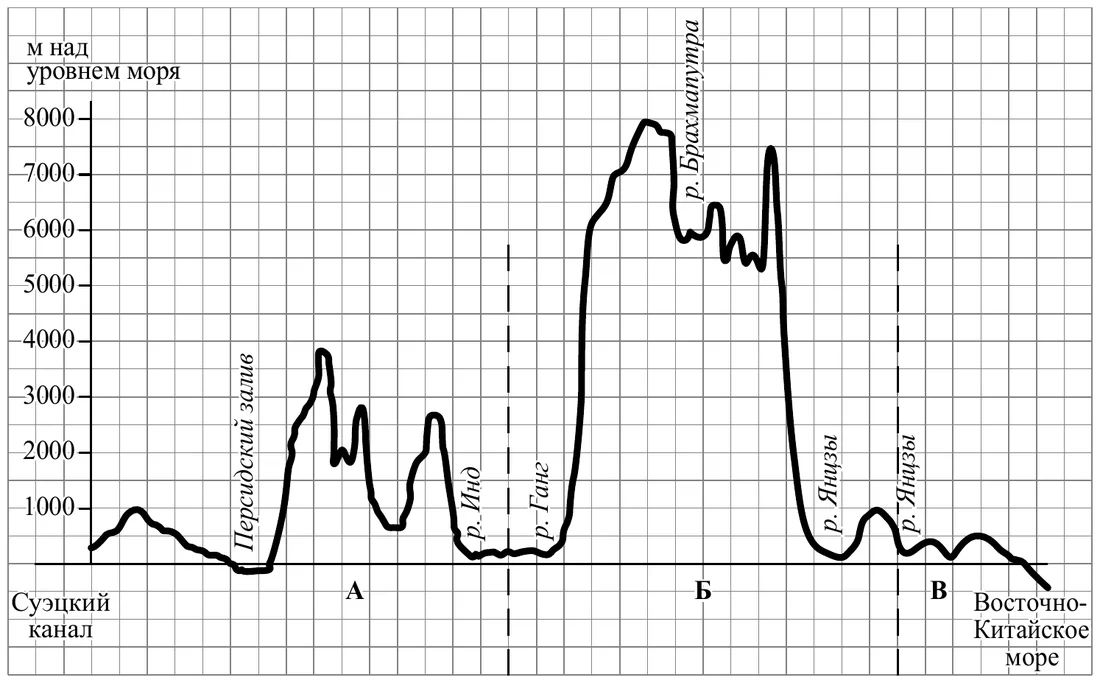 м над
уровнем моря
8000
7000
6000
5000
4000
3000
2000
1000
Персидский залив
р. Инд
р. Ганг
р. Брахмапутра
р. Янцзы
р. Янцзы
А
Б
В
Суэцкий
канал
Восточно-
Китайское
море